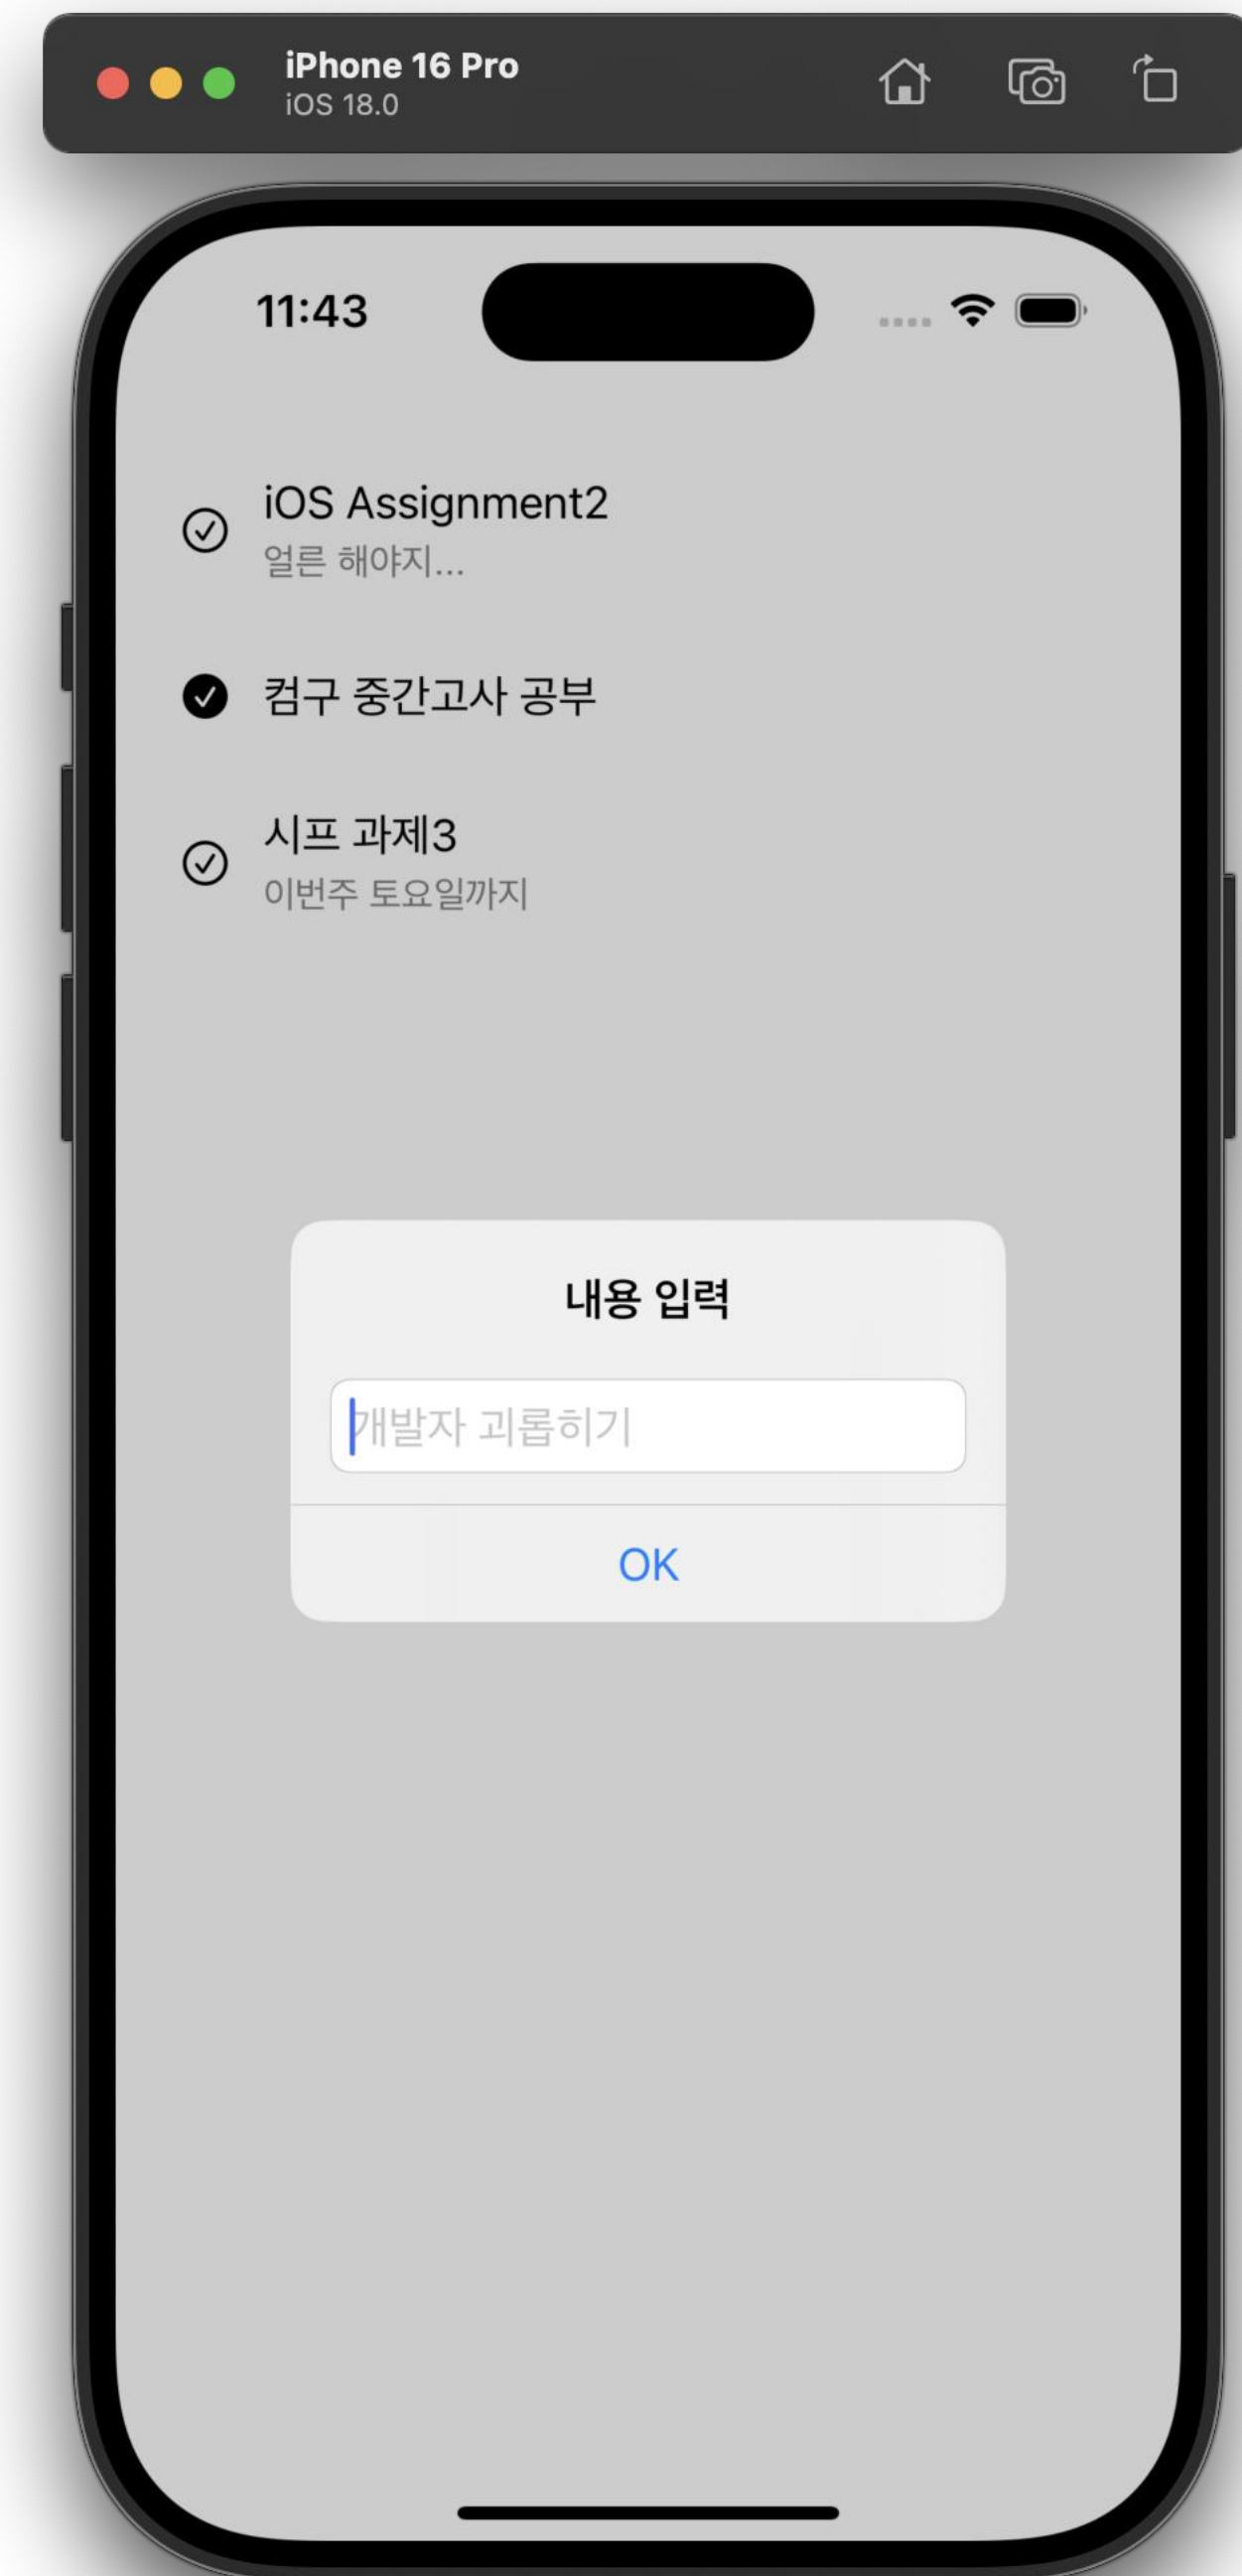 iPhone 16 Pro
iOS 18.0
11:43
iOS Assignment2
얼른 해야지...
컴구 중간고사 공부
시프 과제3
이번주 토요일까지
내용 입력
개발자 괴롭히기
OK